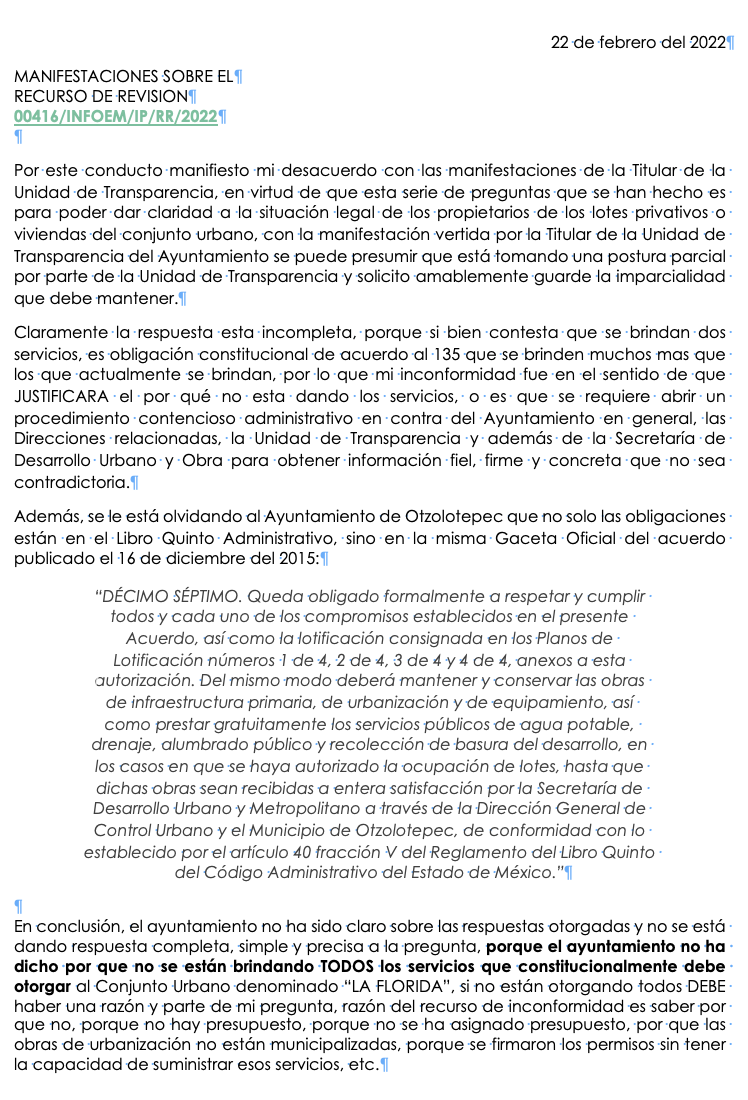 22 de febrero del 2022¶
MANIFESTACIONES SOBRE EL¶
RECURSO DE REVISION¶
00416/INFOEM/IP/RR/2022¶
¶
Por este conducto manifiesto mi desacuerdo con las manifestaciones de la Titular de la
Unidad de Transparencia, en virtud de que esta serie de preguntas que se han hecho es
para poder dar claridad a la situación legal de los propietarios de los lotes privativos o
viviendas del conjunto urbano, con la manifestación vertida por la Titular de la Unidad de
Transparencia del Ayuntamiento se puede presumir que está tomando una postura parcial
por parte de la Unidad de Transparencia y solicito amablemente guarde la imparcialidad
que debe mantener.¶
Claramente la respuesta esta incompleta, porque si bien contesta que se brindan dos
servicios, es obligación constitucional de acuerdo al 135 que se brinden muchos mas que
los que actualmente se brindan, por lo que mi inconformidad fue en el sentido de que
JUSTIFICARA el por qué no esta dando los servicios, o es que se requiere abrir un
procedimiento contencioso administrativo en contra del Ayuntamiento en general, las
Direcciones relacionadas, la Unidad de Transparencia y además de la Secretaría de
Desarrollo Urbano y Obra para obtener información fiel, firme y concreta que no sea
contradictoria.¶
Además, se le está olvidando al Ayuntamiento de Otzolotepec que no solo las obligaciones
están en el Libro Quinto Administrativo, sino en la misma Gaceta Oficial del acuerdo
publicado el 16 de diciembre del 2015:¶
“DÉCIMO SÉPTIMO. Queda obligado formalmente a respetar y cumplir
todos y cada uno de los compromisos establecidos en el presente
Acuerdo, así como la lotificación consignada en los Planos de
Lotificación números 1 de 4, 2 de 4, 3 de 4 y 4 de 4, anexos a esta
autorización. Del mismo modo deberá mantener y conservar las obras
de infraestructura primaria, de urbanización y de equipamiento, así
como prestar gratuitamente los servicios públicos de agua potable,
drenaje, alumbrado público y recolección de basura del desarrollo, en
los casos en que se haya autorizado la ocupación de lotes, hasta que
dichas obras sean recibidas a entera satisfacción por la Secretaría de
Desarrollo Urbano y Metropolitano a través de la Dirección General de
Control Urbano y el Municipio de Otzolotepec, de conformidad con lo
establecido por el artículo 40 fracción V del Reglamento del Libro Quinto
del Código Administrativo del Estado de México.”¶
¶
En conclusión, el ayuntamiento no ha sido claro sobre las respuestas otorgadas y no se está
dando respuesta completa, simple y precisa a la pregunta, porque el ayuntamiento no ha
dicho por que no se están brindando TODOS los servicios que constitucionalmente debe
otorgar al Conjunto Urbano denominado “LA FLORIDA”, si no están otorgando todos DEBE
haber una razón y parte de mi pregunta, razón del recurso de inconformidad es saber por
que no, porque no hay presupuesto, porque no se ha asignado presupuesto, por que las
obras de urbanización no están municipalizadas, porque se firmaron los permisos sin tener
la capacidad de suministrar esos servicios, etc.¶